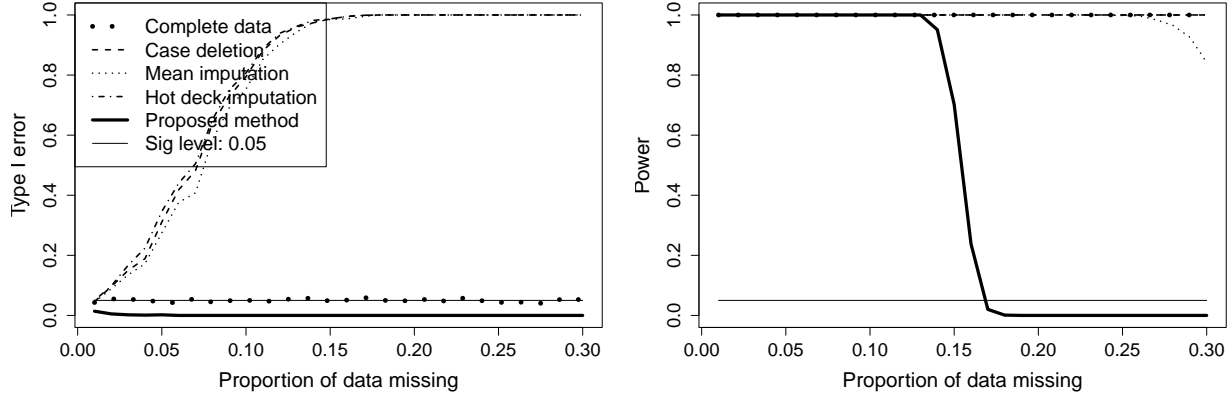 1.0
0.8
0.6
0.4
0.2
0.0
Type I error
Complete data
Case deletion
Mean imputation
Hot deck imputation
Proposed method
Sig level: 0.05
0.00 0.05 0.10 0.15 0.20 0.25 0.30
Proportion of data missing
1.0
0.8
0.6
0.4
0.2
0.0
Power
0.00 0.05 0.10 0.15 0.20 0.25 0.30
Proportion of data missing